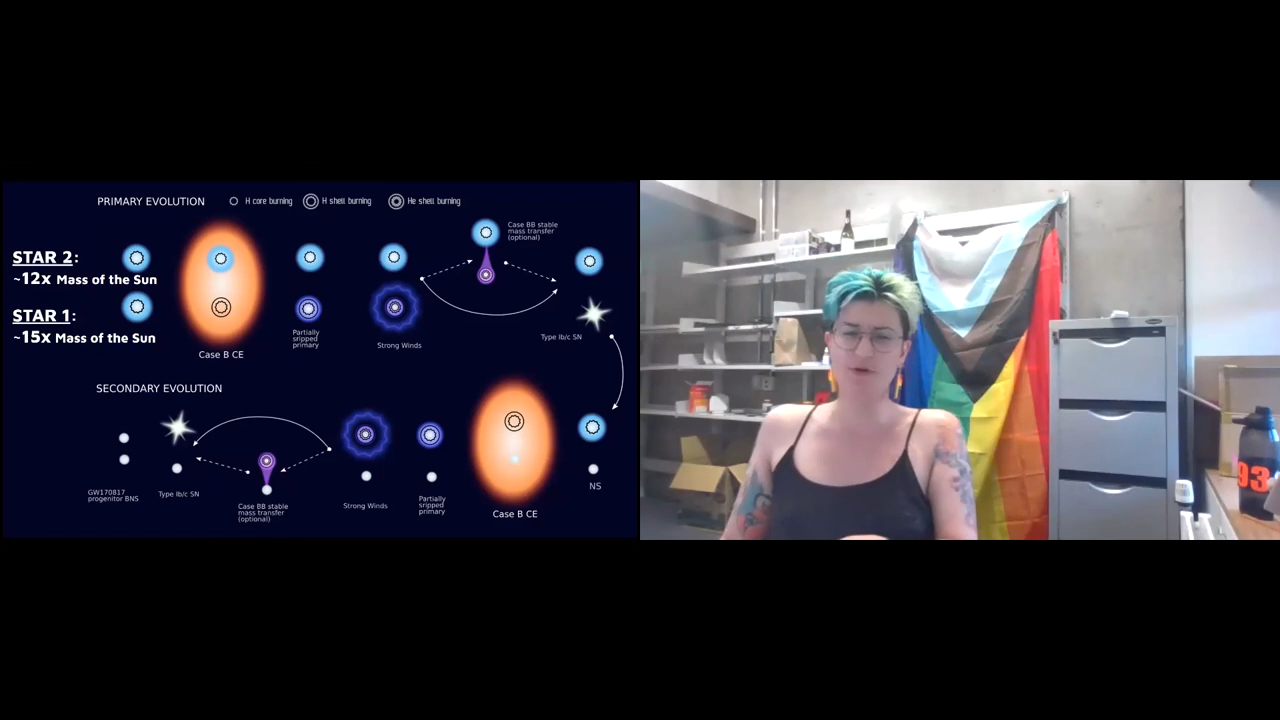 PRIMARY EVOLUTION
H core burning
H shell burning
He shell burning
Case BB stable
mass transfer
(optional)
STAR 2:
~12x Mass of the Sun
STAR 1:
~15x Mass of the Sun
Partially
sripped
primary
Strong Winds
Type Ib/c SN
Case B CE
SECONDARY EVOLUTION
GW170817
progenitor BNS
Type Ib/c SN
Case BB stable
mass transfer
(optional)
Strong Winds
Partially
sripped
primary
Case B CE
NS
93